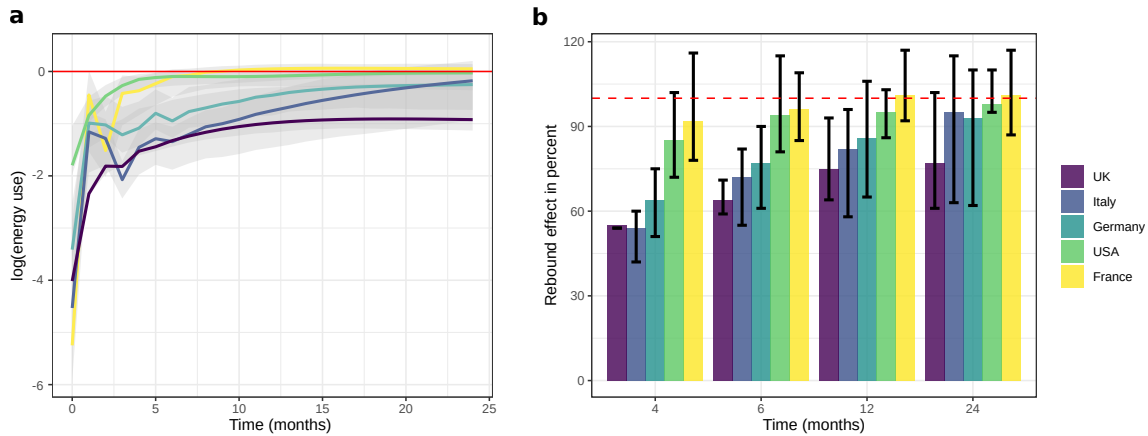 a
0
-2
-4
-6
log(energy use)
0 5 10 15 20 25
Time (months)
b
120
90
60
30
0
Rebound effect in percent
4 6 12 24
Time (months)
UK
Italy
Germany
USA
France